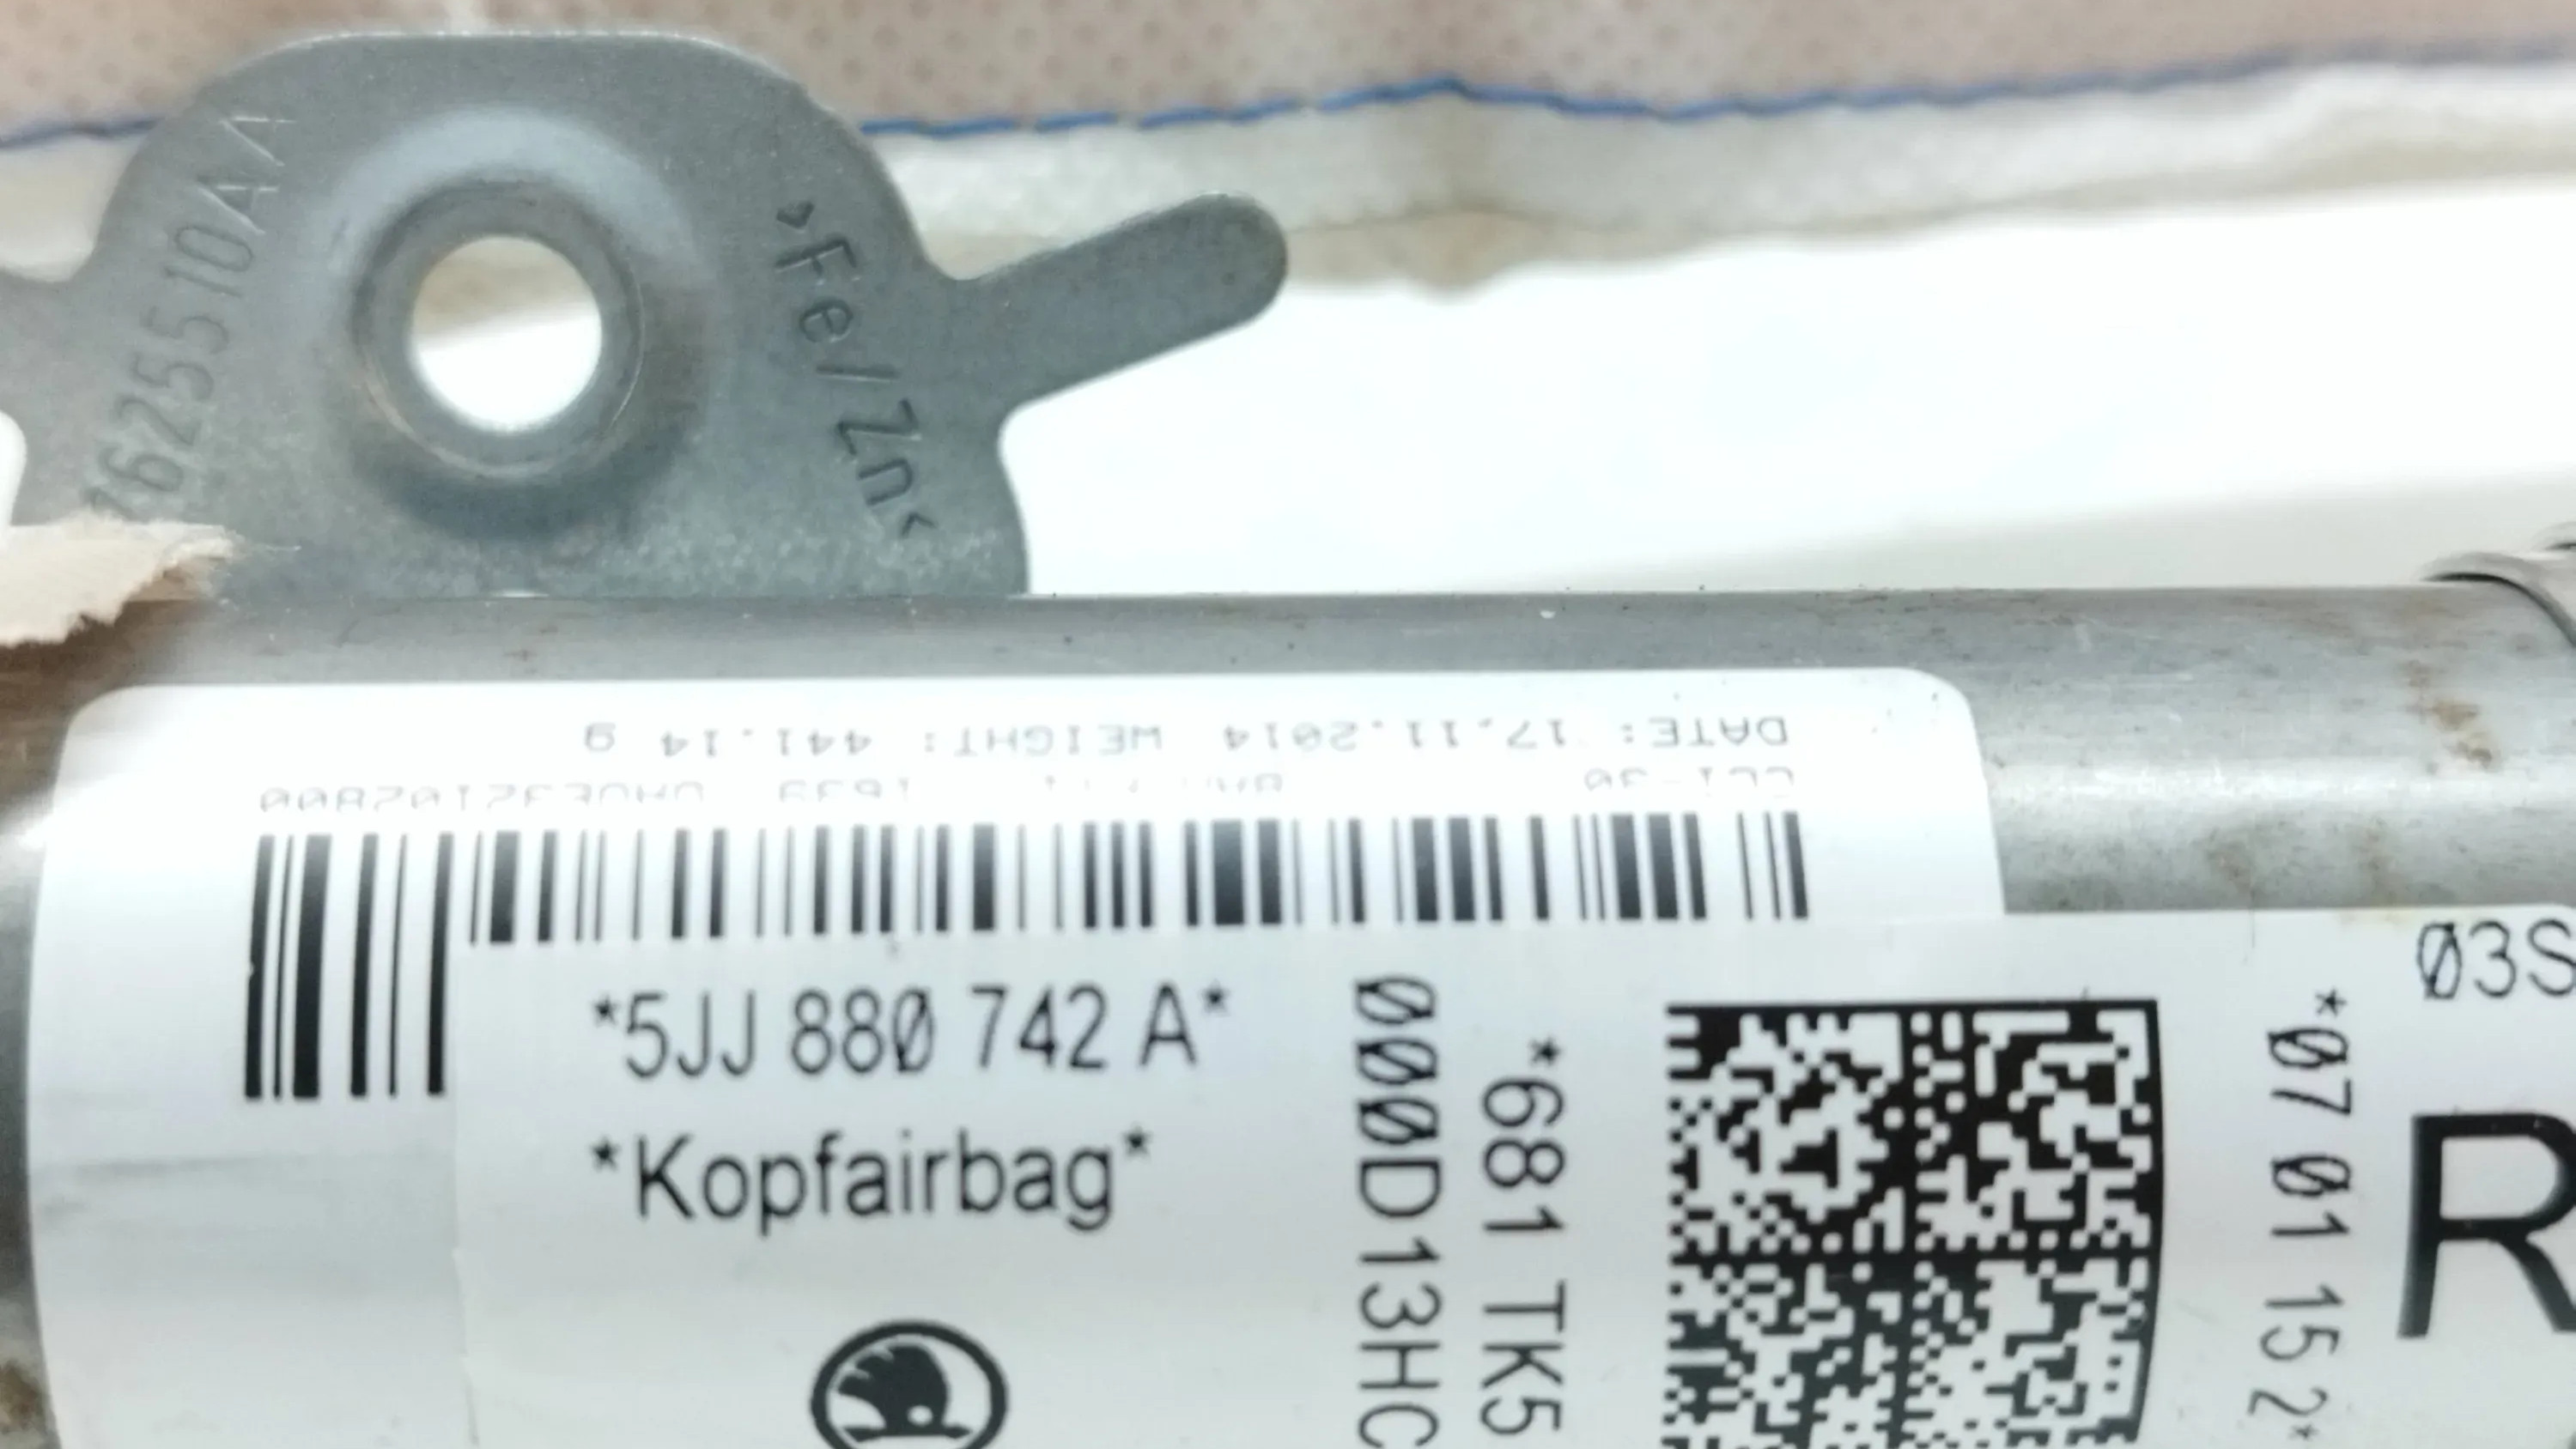 7625510AA
>Fe/Zn<
DATE: 17.11.2014 WEIGHT: 441.14 g
*5JJ 880 742 A*
*Kopfairbag*
000D13HC
*681 TK5
*07 01 15 2*
03S
R